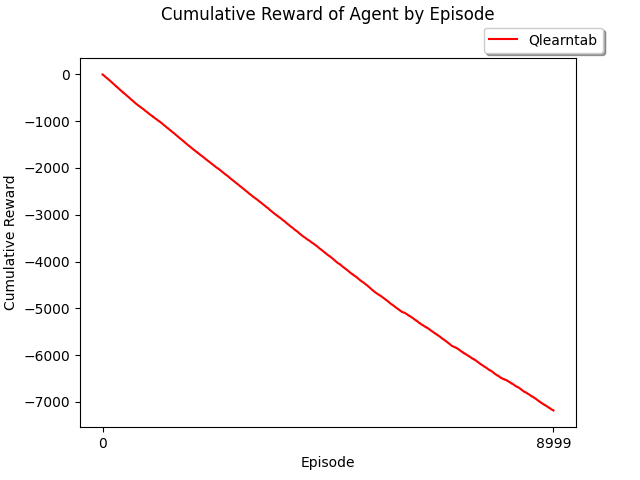 Cumulative Reward of Agent by Episode
Qlearntab
0
−1000
−2000
−3000
−4000
−5000
−6000
−7000
Cumulative Reward
0 8999
Episode